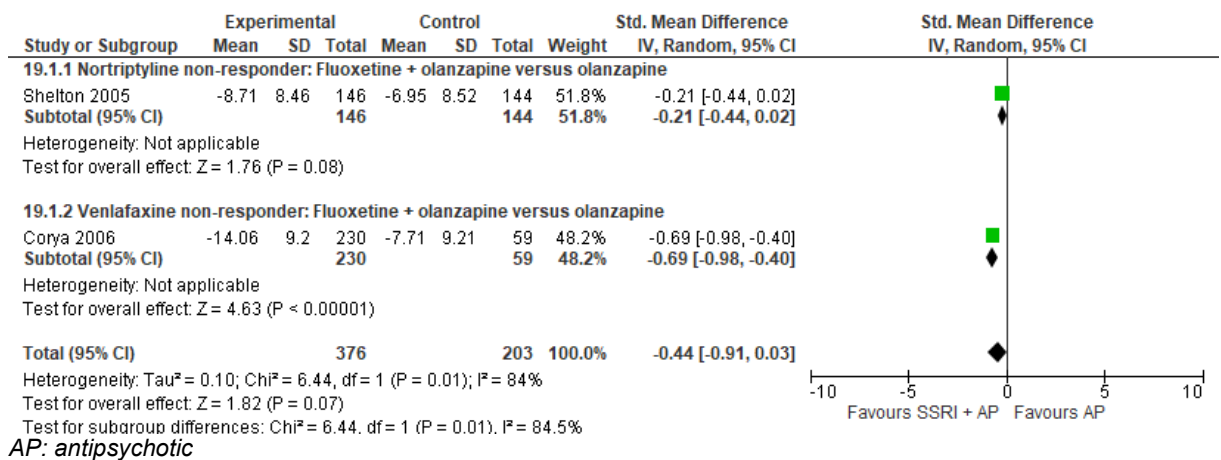 Experimental Control Std. Mean Difference Std. Mean Difference
Study or Subgroup Mean SD Total Mean SD Total Weight IV, Random, 95% CI IV, Random, 95% CI
19.1.1 Nortriptyline non-responder: Fluoxetine + olanzapine versus olanzapine
Shelton 2005 -8.71 8.46 146 -6.95 8.52 144 51.8% -0.21 [-0.44, 0.02]
Subtotal (95% CI) 146 144 51.8% -0.21 [-0.44, 0.02]
Heterogeneity: Not applicable
Test for overall effect: Z = 1.76 (P = 0.08)
19.1.2 Venlafaxine non-responder: Fluoxetine + olanzapine versus olanzapine
Corya 2006 -14.06 9.2 230 -7.71 9.21 59 48.2% -0.69 [-0.98, -0.40]
Subtotal (95% CI) 230 59 48.2% -0.69 [-0.98, -0.40]
Heterogeneity: Not applicable
Test for overall effect: Z = 4.63 (P < 0.00001)
Total (95% CI) 376 203 100.0% -0.44 [-0.91, 0.03]
Heterogeneity: Tau² = 0.10; Chi² = 6.44, df = 1 (P = 0.01); I² = 84%
Test for overall effect: Z = 1.82 (P = 0.07)
Test for subgroup differences: Chi² = 6.44, df = 1 (P = 0.01), I² = 84.5%
-10 -5 0 5 10
Favours SSRI + AP Favours AP
AP: antipsychotic